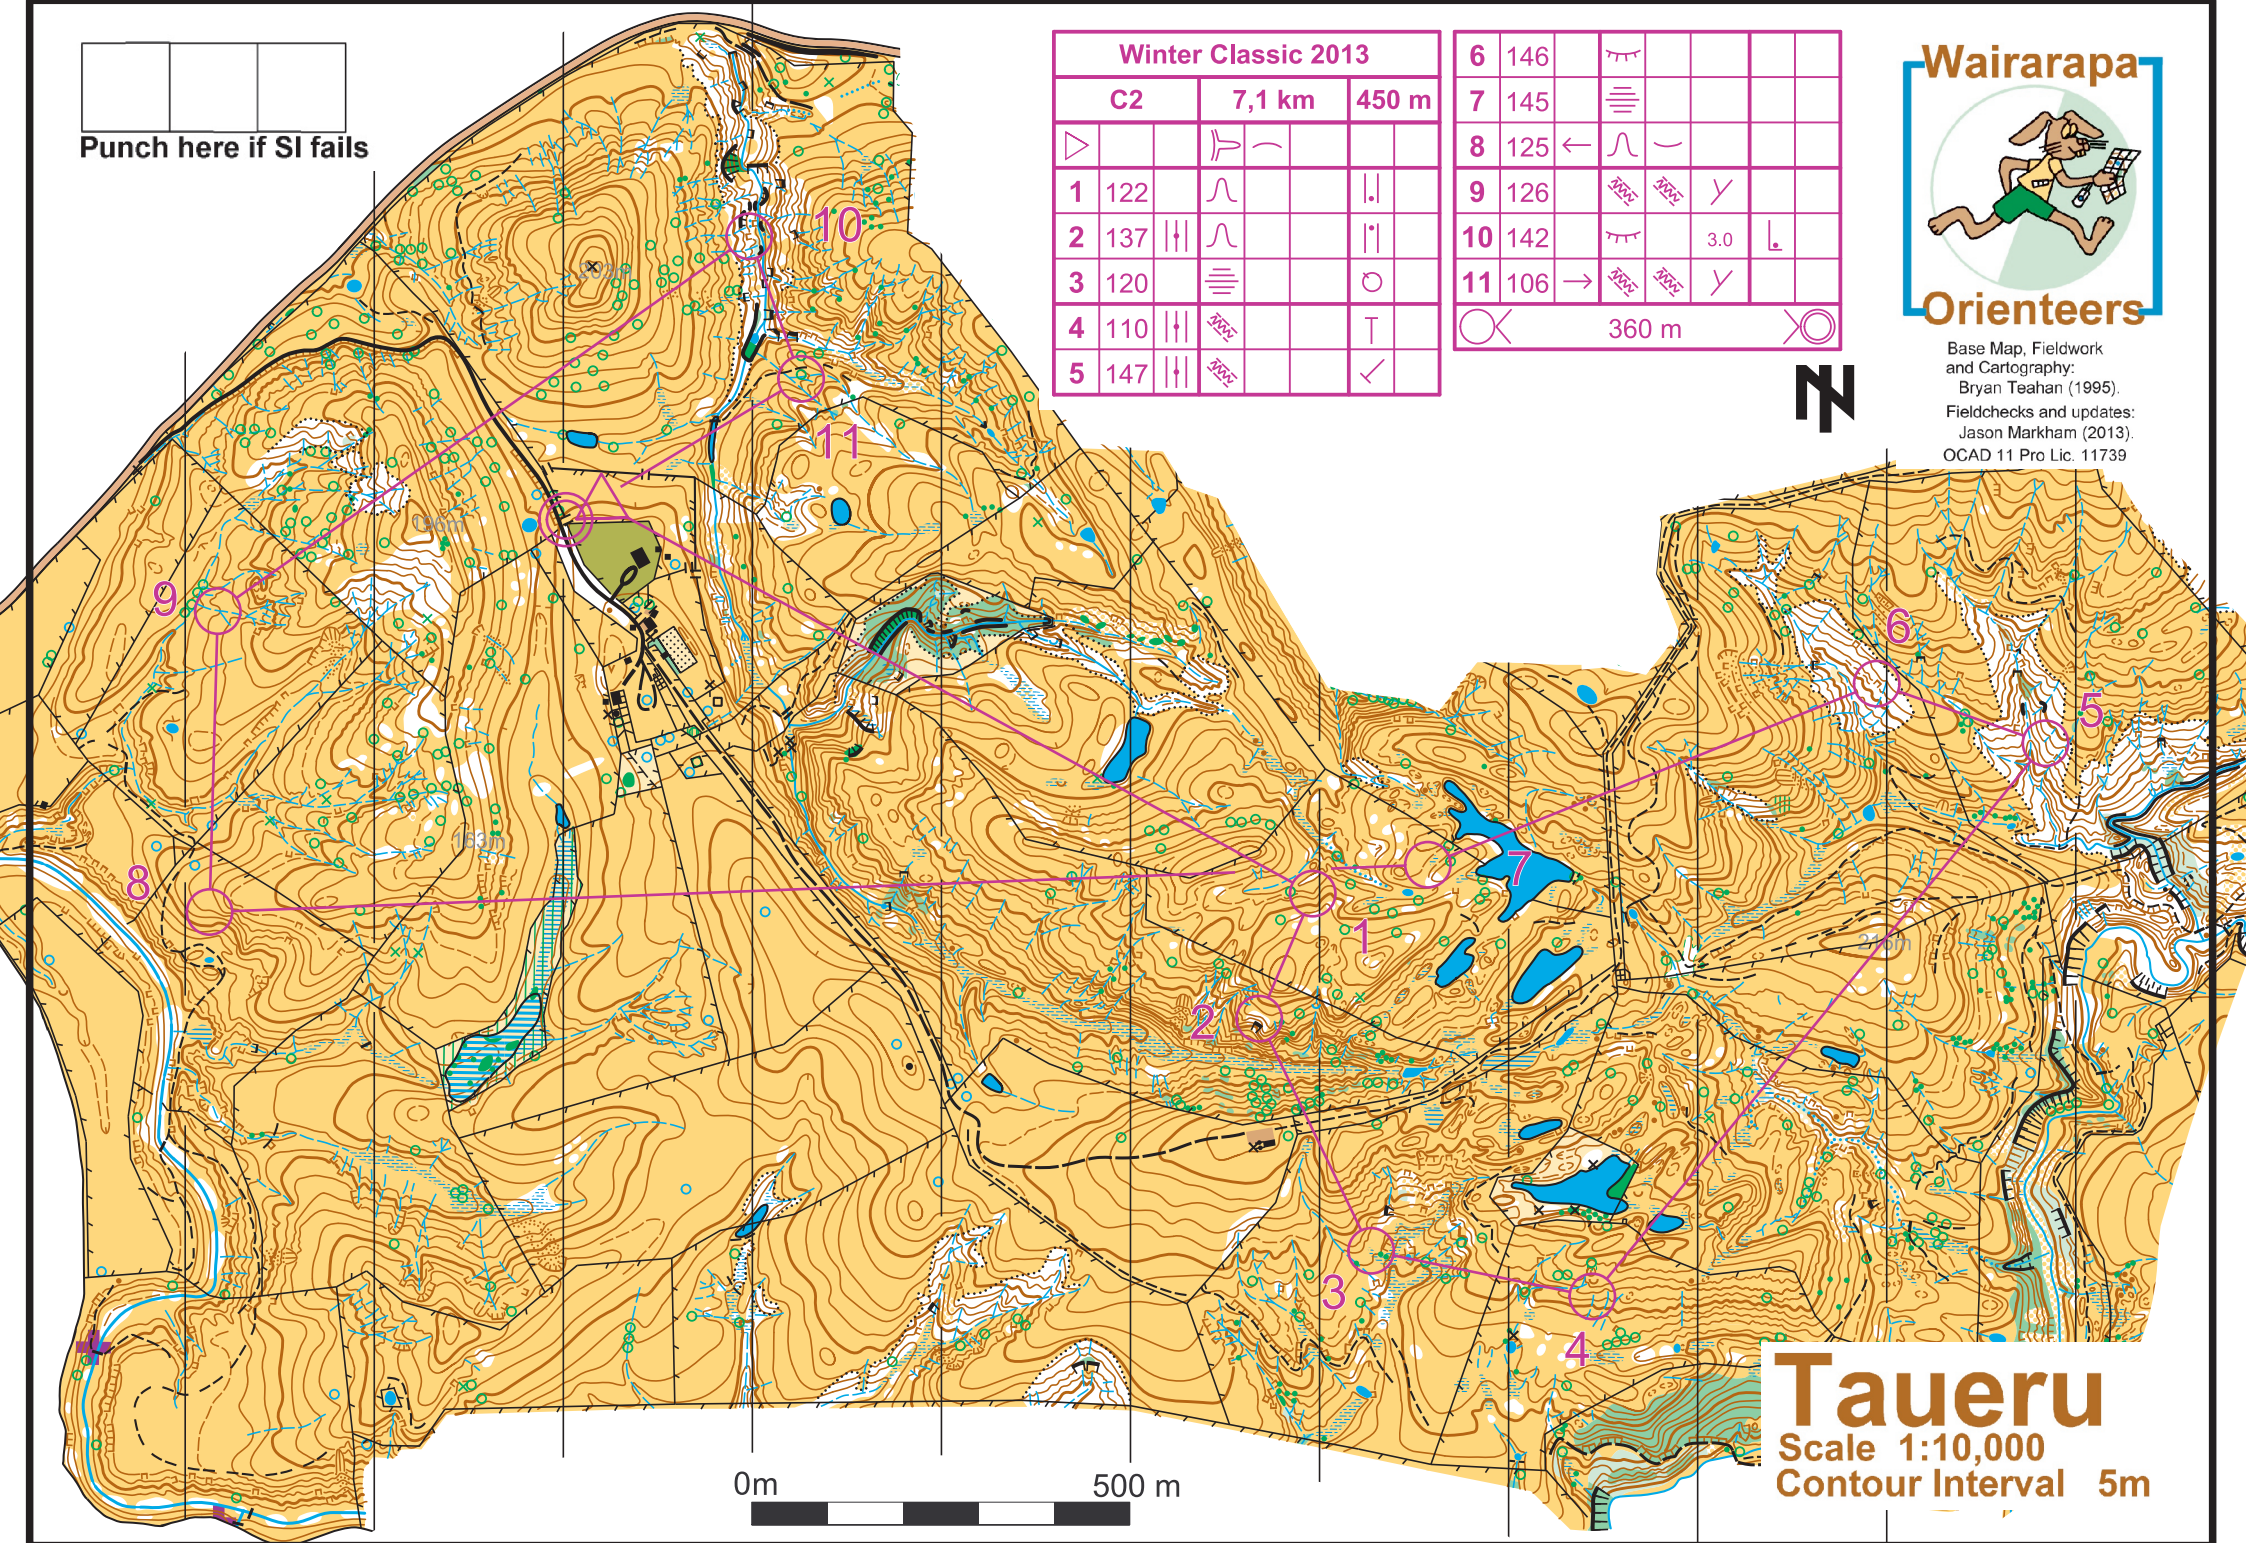 Punch here if SI fails
Winter Classic 2013
C2 7,1 km 450 m
1 122
2 137
3 120
4 110
5 147
6 146
7 145
8 125
9 126
10 142 3.0
11 106
360 m
Wairarapa
Orienteers
Base Map, Fieldwork
and Cartography:
Bryan Teahan (1995).
Fieldchecks and updates:
Jason Markham (2013).
OCAD 11 Pro Lic. 11739
N
10
11
9
8
7
6
5
1
2
3
4
196m
163m
0m 500 m
Taueru
Scale 1:10,000
Contour Interval 5m